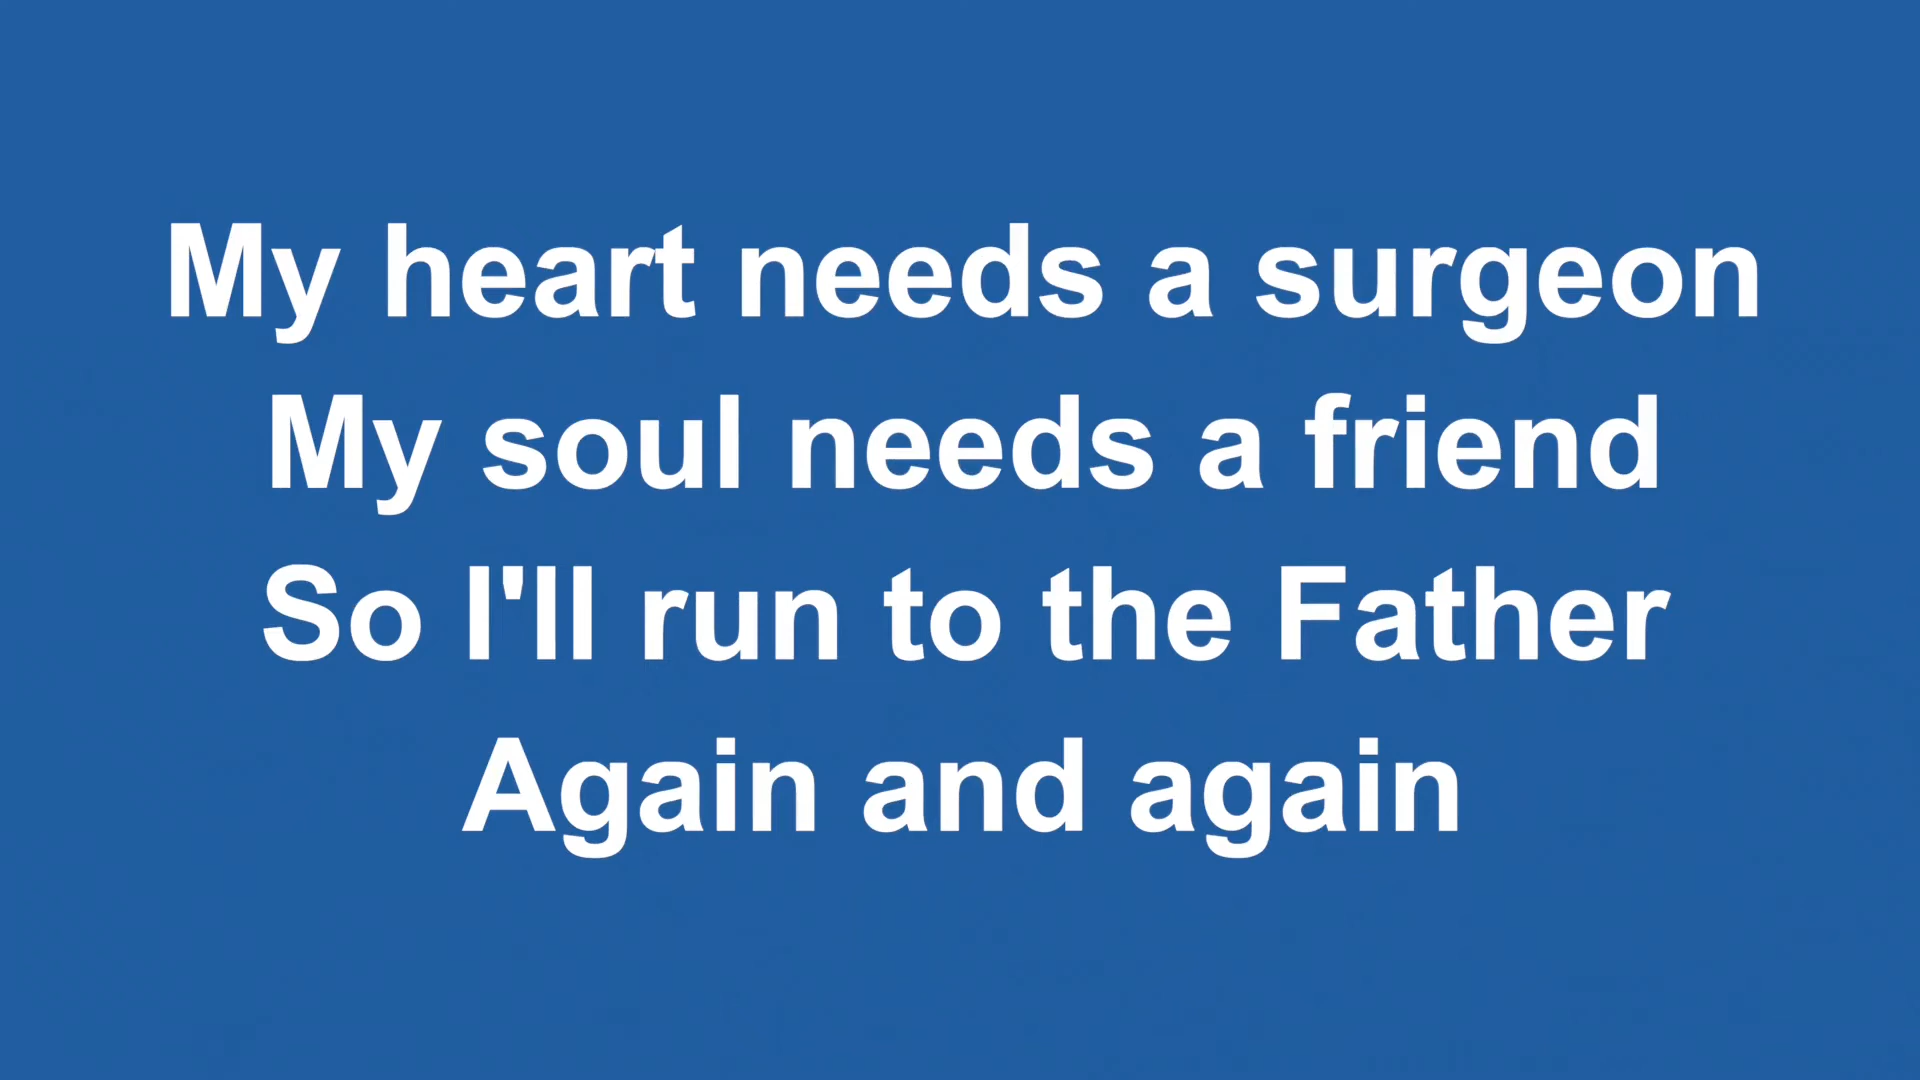 My heart needs a surgeon
My soul needs a friend
So I'll run to the Father
Again and again